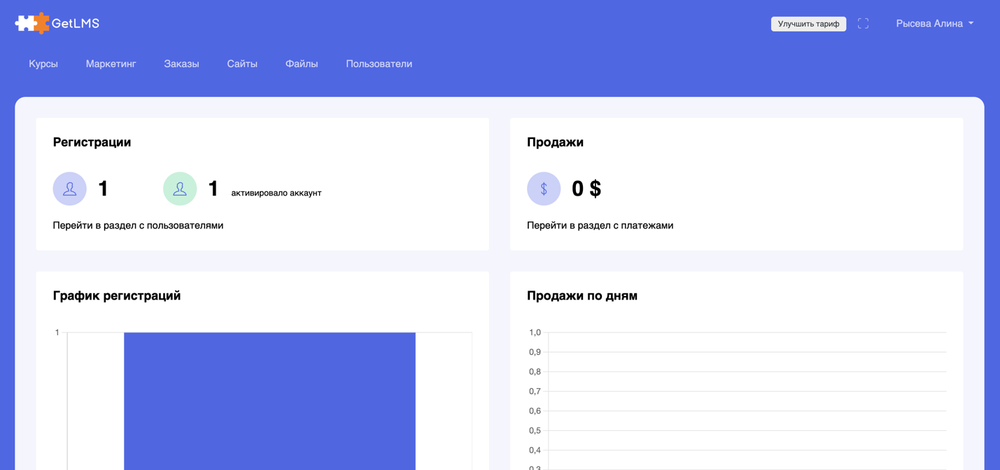 GetLMS
Улучшить тариф
Рысева Алина
Курсы
Маркетинг
Заказы
Сайты
Файлы
Пользователи
Регистрации
1
1
активировало аккаунт
Перейти в раздел с пользователями
Продажи
$
0 $
Перейти в раздел с платежами
График регистраций
1
Продажи по дням
1,0
0,9
0,8
0,7
0,6
0,5
0,4
0,3